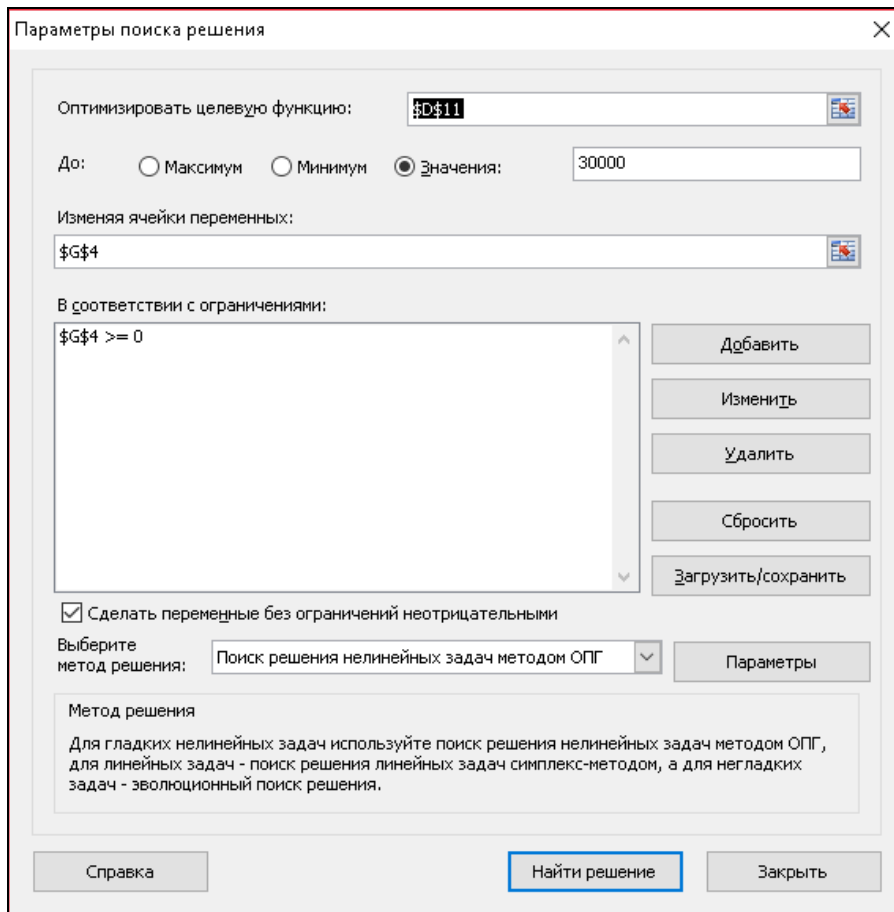 Параметры поиска решения
Оптимизировать целевую функцию: $D$11
До: Максимум Минимум Значения: 30000
Изменяя ячейки переменных:
$G$4
В соответствии с ограничениями:
$G$4 >= 0
Добавить
Изменить
Удалить
Сбросить
Загрузить/сохранить
Сделать переменные без ограничений неотрицательными
Выберите
метод решения:
Поиск решения нелинейных задач методом ОПГ
Параметры
Метод решения
Для гладких нелинейных задач используйте поиск решения нелинейных задач методом ОПГ,
для линейных задач - поиск решения линейных задач симплекс-методом, а для негладких
задач - эволюционный поиск решения.
Справка
Найти решение
Закрыть